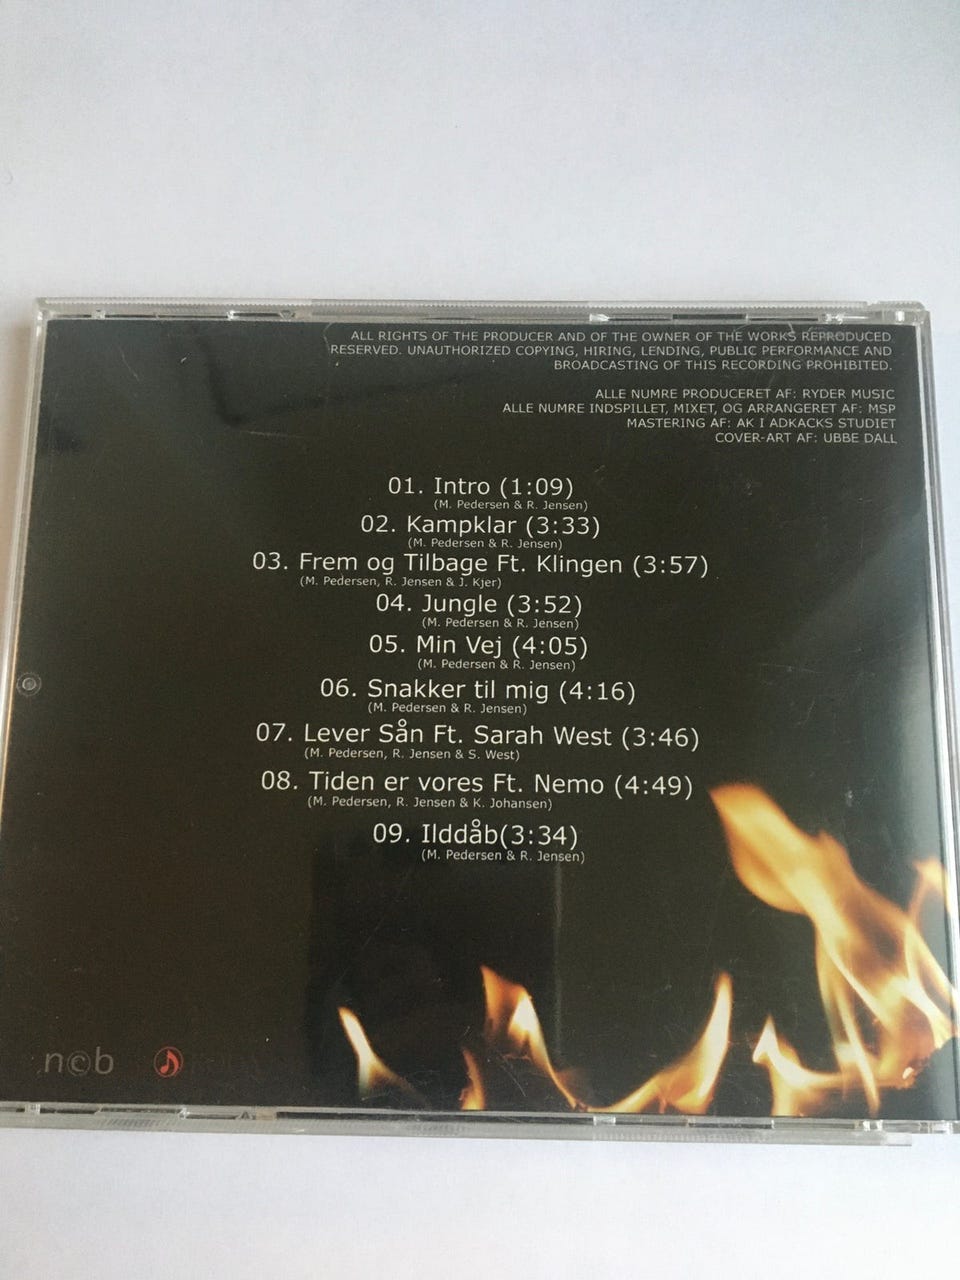 ALL RIGHTS OF THE PRODUCER AND OF THE OWNER OF THE WORKS REPRODUCED
RESERVED. UNAUTHORIZED COPYING, HIRING, LENDING, PUBLIC PERFORMANCE AND
BROADCASTING OF THIS RECORDING PROHIBITED.
ALLE NUMRE PRODUCERET AF: RYDER MUSIC
ALLE NUMRE INDSPILLET, MIXET, OG ARRANGERET AF: MSP
MASTERING AF: AK I ADKACKS STUDIET
COVER-ART AF: UBBE DALL
01. Intro (1:09)
(M. Pedersen & R. Jensen)
02. Kampklar (3:33)
(M. Pedersen & R. Jensen)
03. Frem og Tilbage Ft. Klingen (3:57)
(M. Pedersen, R. Jensen & J. Kjer)
04. Jungle (3:52)
(M. Pedersen & R. Jensen)
05. Min Vej (4:05)
(M. Pedersen & R. Jensen)
06. Snakker til mig (4:16)
(M. Pedersen & R. Jensen)
07. Lever Sån Ft. Sarah West (3:46)
(M. Pedersen, R. Jensen & S. West)
08. Tiden er vores Ft. Nemo (4:49)
(M. Pedersen, R. Jensen & K. Johansen)
09. Ilddåb(3:34)
(M. Pedersen & R. Jensen)
n©b